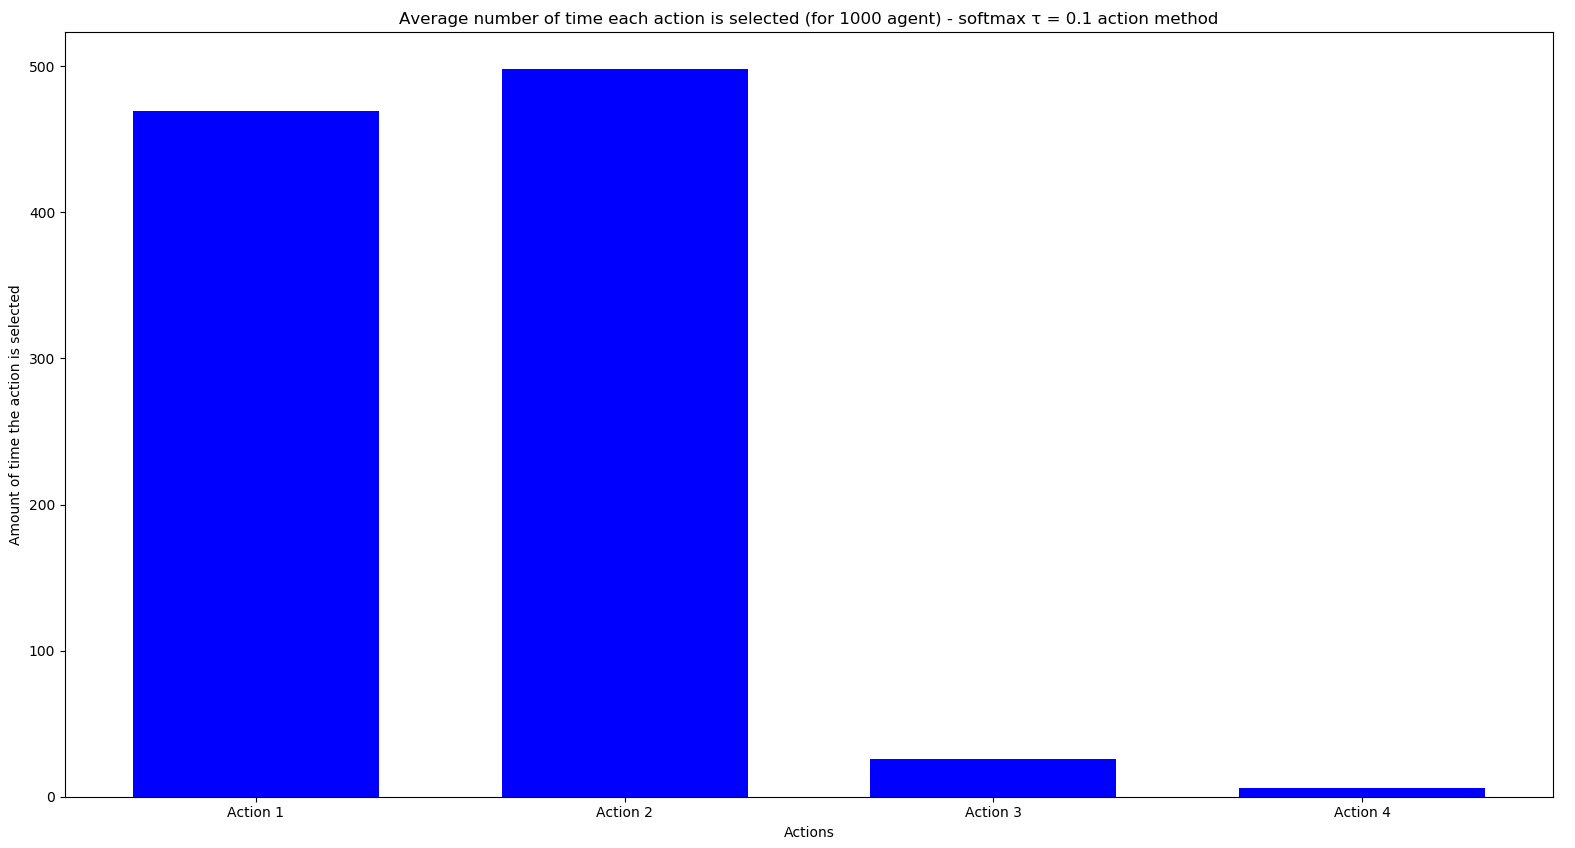 Average number of time each action is selected (for 1000 agent) - softmax τ = 0.1 action method
Amount of time the action is selected
500
400
300
200
100
0
Action 1
Action 2
Action 3
Action 4
Actions